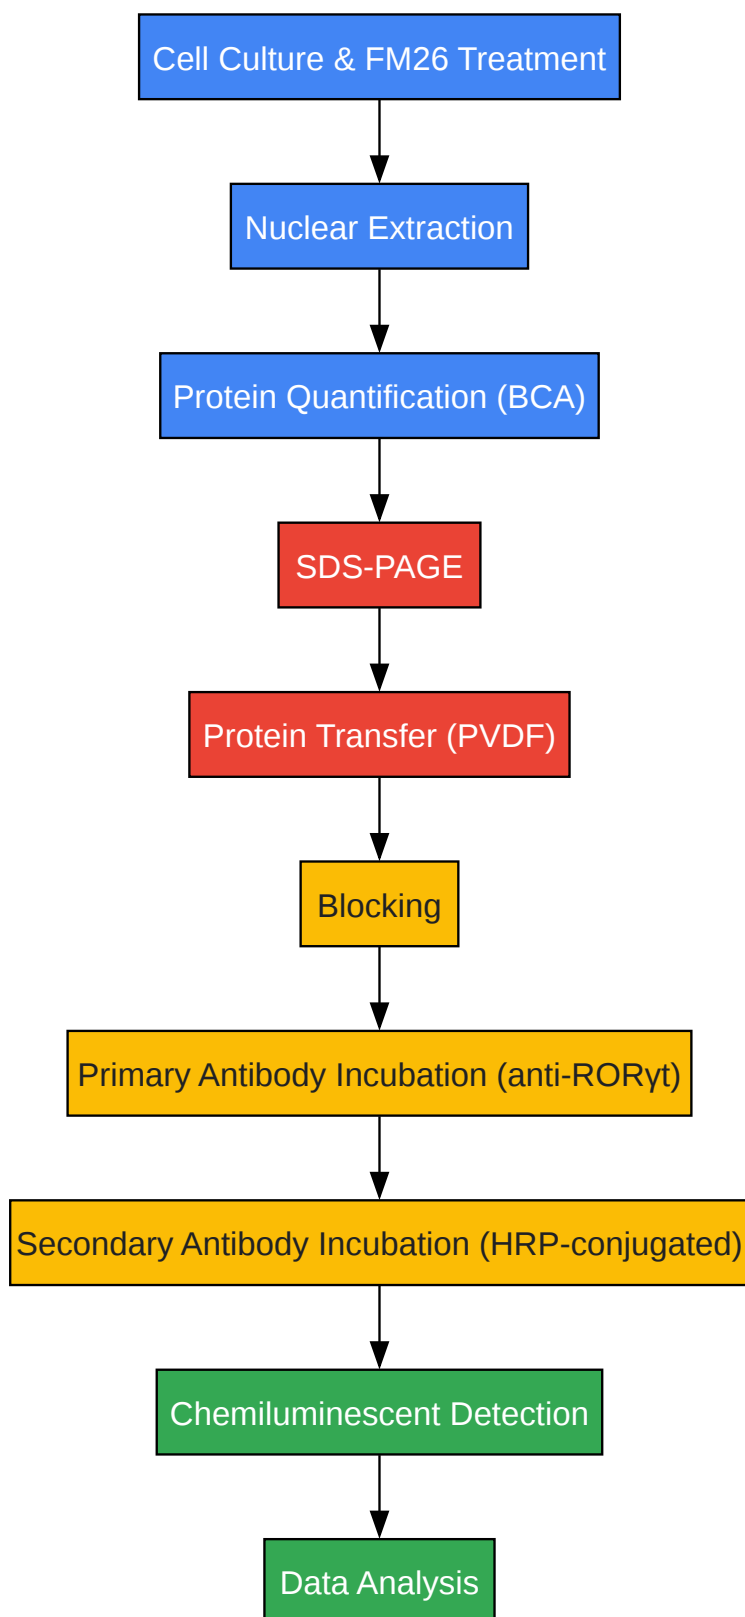 Cell Culture & FM26 Treatment
Nuclear Extraction
Protein Quantification (BCA)
SDS-PAGE
Protein Transfer (PVDF)
Blocking
Primary Antibody Incubation (anti-RORγt)
Secondary Antibody Incubation (HRP-conjugated)
Chemiluminescent Detection
Data Analysis